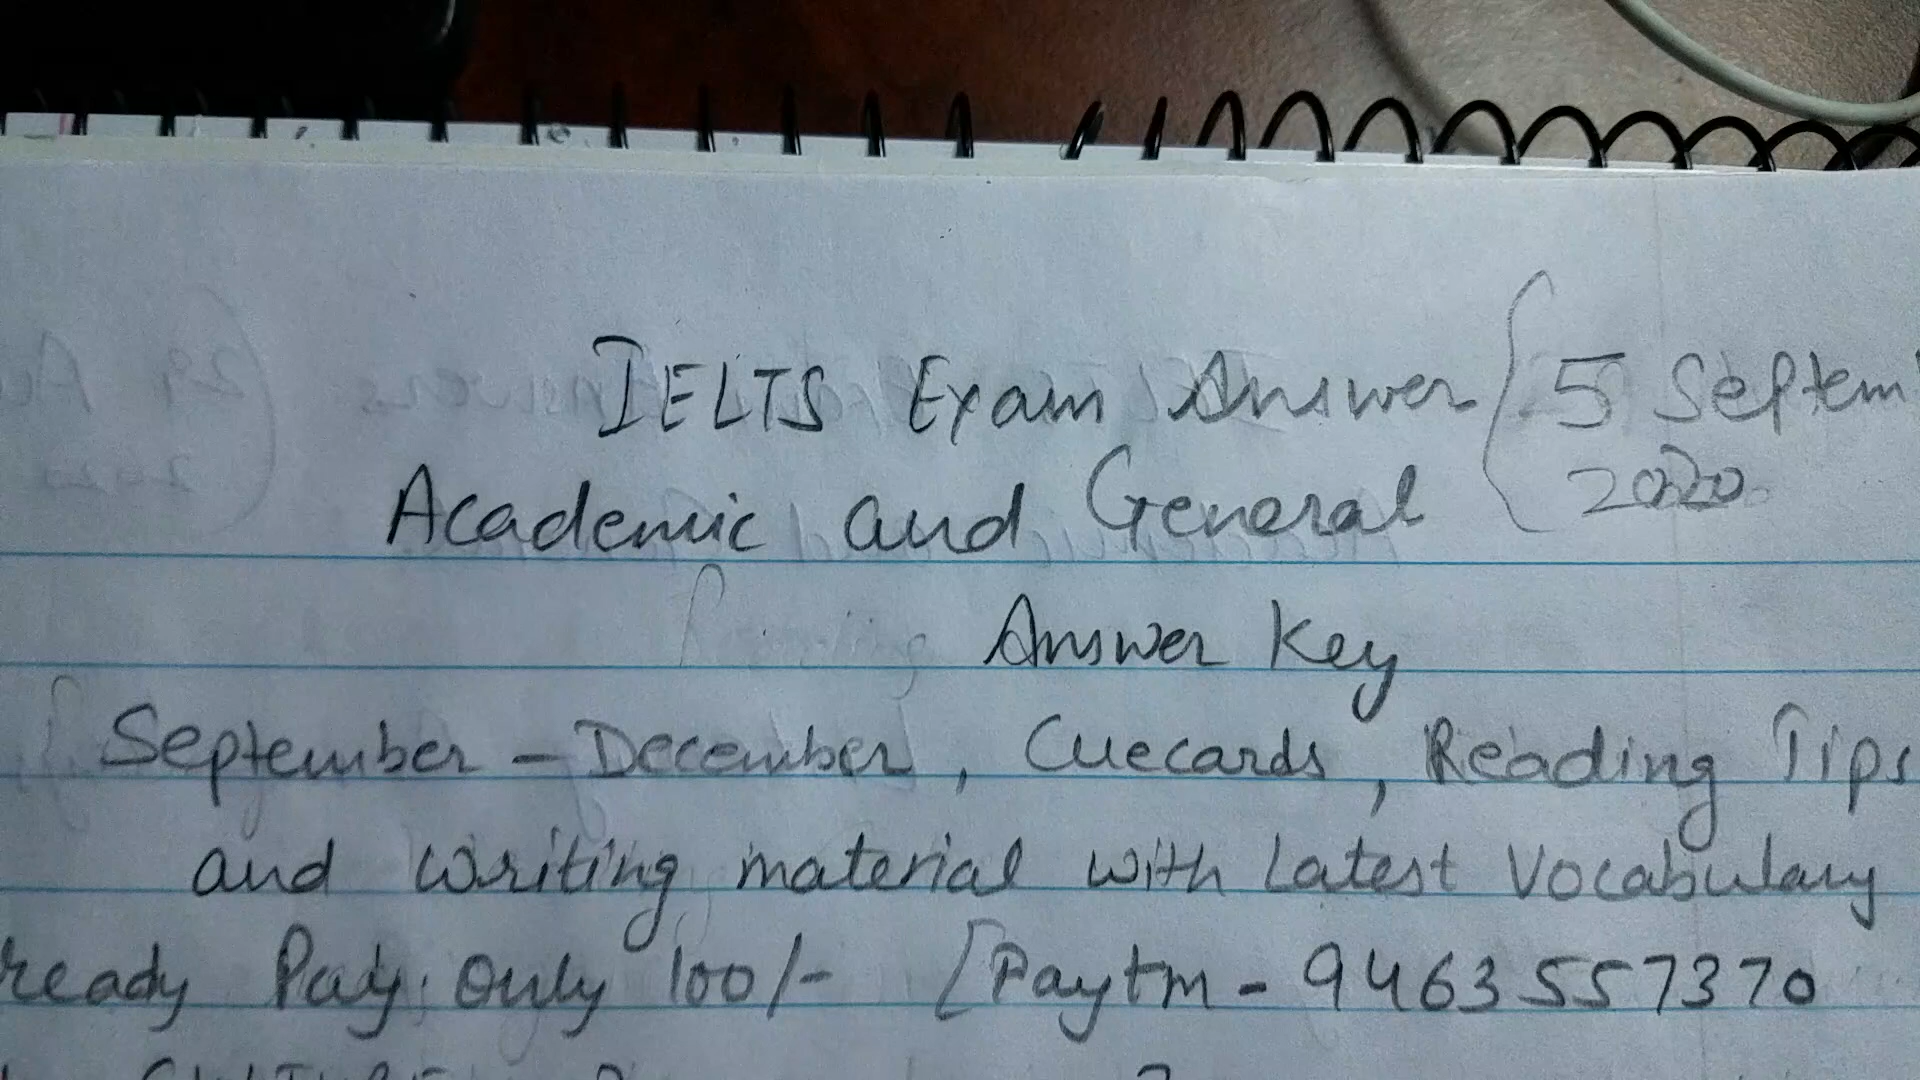 IELTS Exam Answer { 5 Septem
2020
Academic and General
Answer Key
September - December, Cuecards, Reading Tips
and Writing material with Latest Vocabulary
ready Pay. Only 100/- [Paytm - 9463557370